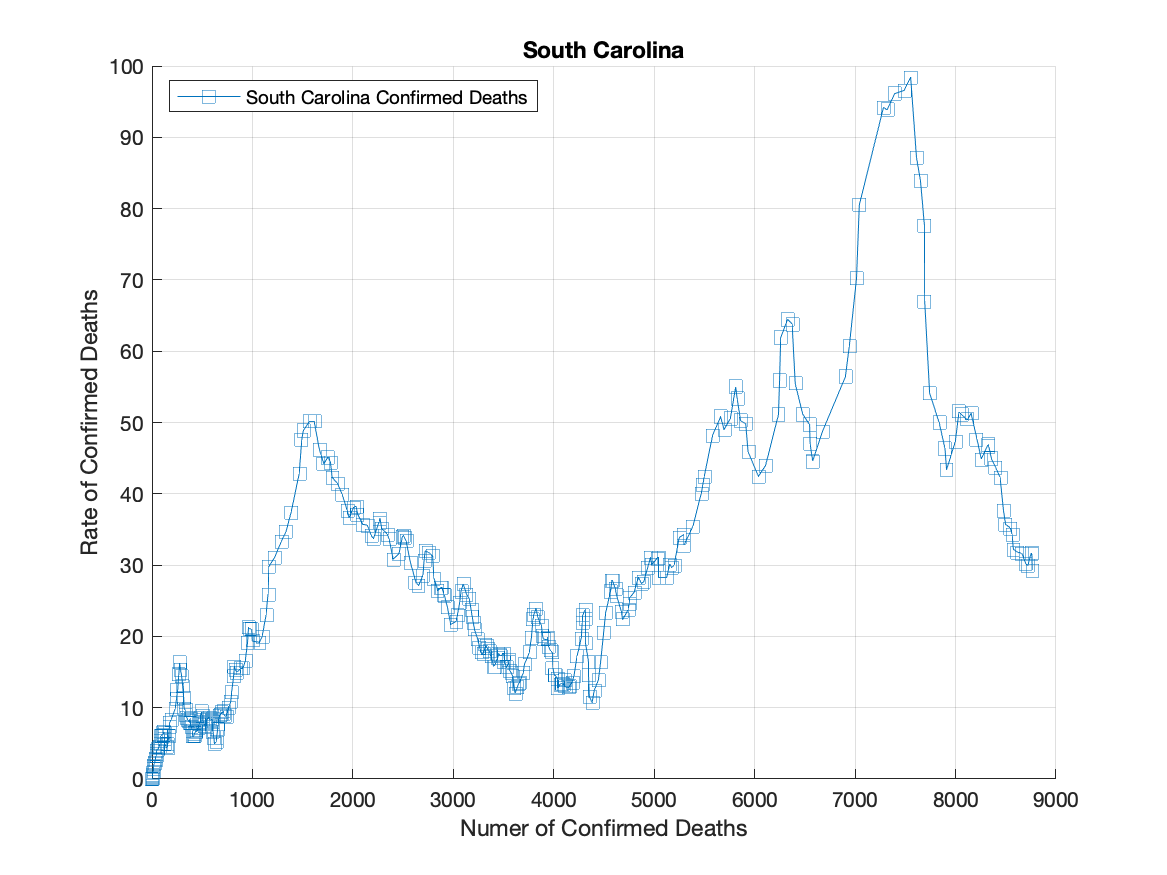 South Carolina
South Carolina Confirmed Deaths
100
90
80
70
60
50
40
30
20
10
0
Rate of Confirmed Deaths
0 1000 2000 3000 4000 5000 6000 7000 8000 9000
Numer of Confirmed Deaths